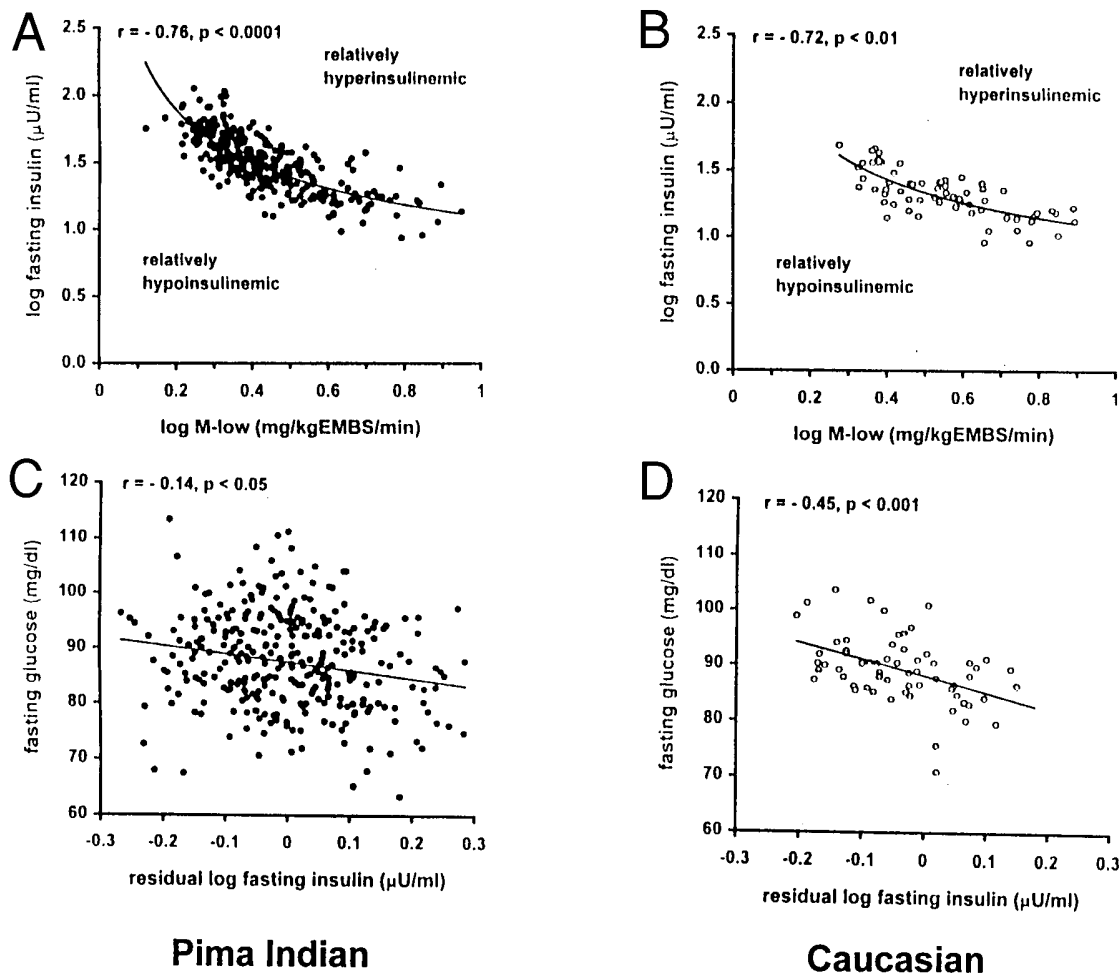 A
r = - 0.76, p < 0.0001
relatively
hyperinsulinemic
relatively
hypoinsulinemic
log fasting insulin (µU/ml)
2.5
2.0
1.5
1.0
0.5
0.0
0 0.2 0.4 0.6 0.8 1
log M-low (mg/kgEMBS/min)
B
r = - 0.72, p < 0.01
relatively
hyperinsulinemic
relatively
hypoinsulinemic
log fasting insulin (µU/ml)
2.5
2.0
1.5
1.0
0.5
0.0
0 0.2 0.4 0.6 0.8 1
log M-low (mg/kgEMBS/min)
C
r = - 0.14, p < 0.05
fasting glucose (mg/dl)
120
110
100
90
80
70
60
-0.3 -0.2 -0.1 0 0.1 0.2 0.3
residual log fasting insulin (µU/ml)
Pima Indian
D
r = - 0.45, p < 0.001
fasting glucose (mg/dl)
120
110
100
90
80
70
60
-0.3 -0.2 -0.1 0 0.1 0.2 0.3
residual log fasting insulin (µU/ml)
Caucasian